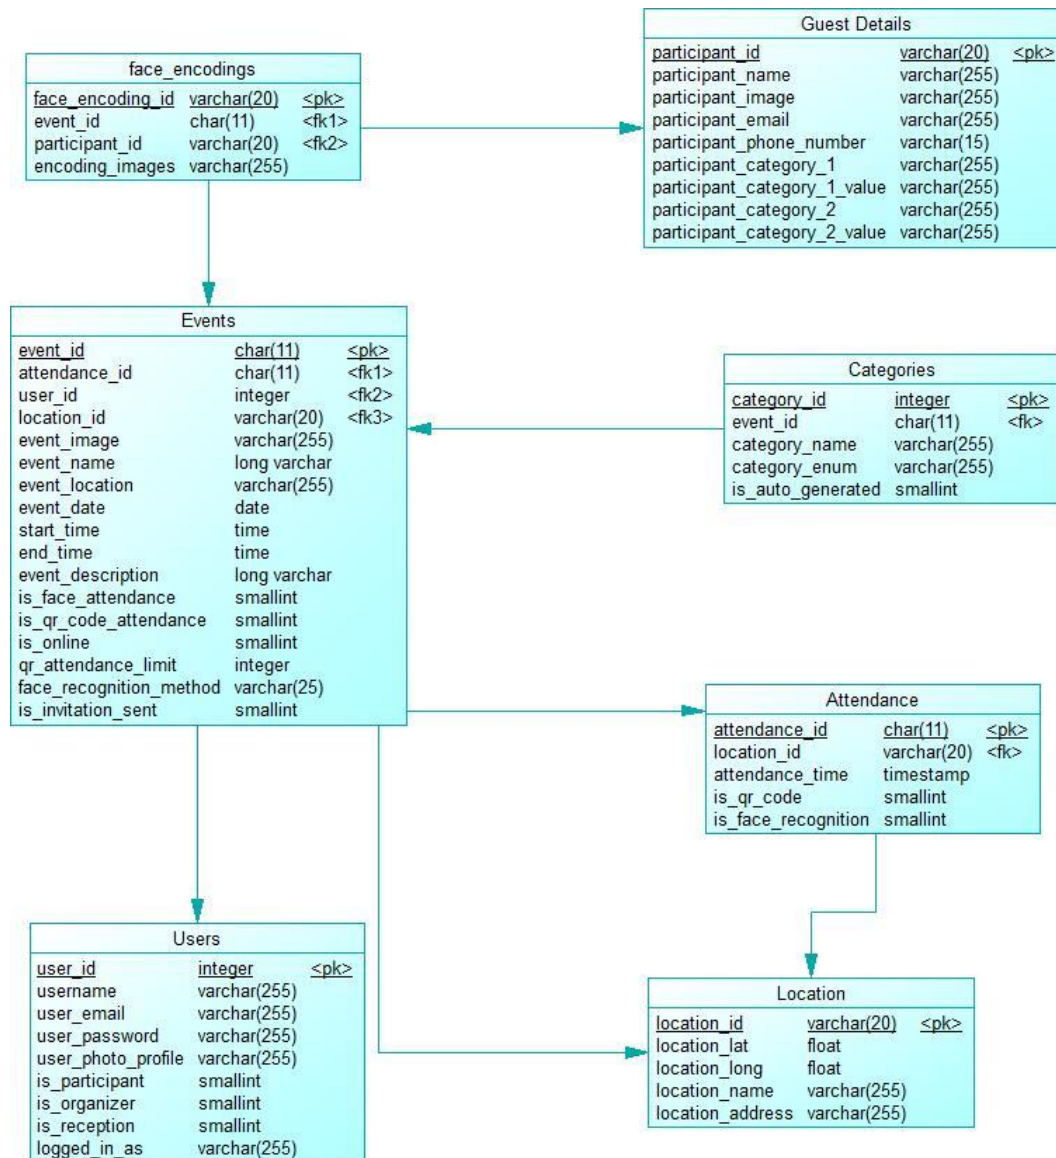 face_encodings
face_encoding_id varchar(20) <pk>
event_id char(11) <fk1>
participant_id varchar(20) <fk2>
encoding_images varchar(255)
Guest Details
participant_id varchar(20) <pk>
participant_name varchar(255)
participant_image varchar(255)
participant_email varchar(255)
participant_phone_number varchar(15)
participant_category_1 varchar(255)
participant_category_1_value varchar(255)
participant_category_2 varchar(255)
participant_category_2_value varchar(255)
Events
event_id char(11) <pk>
attendance_id char(11) <fk1>
user_id integer <fk2>
location_id varchar(20) <fk3>
event_image varchar(255)
event_name long varchar
event_location varchar(255)
event_date date
start_time time
end_time time
event_description long varchar
is_face_attendance smallint
is_qr_code_attendance smallint
is_online smallint
qr_attendance_limit integer
face_recognition_method varchar(25)
is_invitation_sent smallint
Categories
category_id integer <pk>
event_id char(11) <fk>
category_name varchar(255)
category_enum varchar(255)
is_auto_generated smallint
Attendance
attendance_id char(11) <pk>
location_id varchar(20) <fk>
attendance_time timestamp
is_qr_code smallint
is_face_recognition smallint
Users
user_id integer <pk>
username varchar(255)
user_email varchar(255)
user_password varchar(255)
user_photo_profile varchar(255)
is_participant smallint
is_organizer smallint
is_reception smallint
logged_in_as varchar(255)
Location
location_id varchar(20) <pk>
location_lat float
location_long float
location_name varchar(255)
location_address varchar(255)